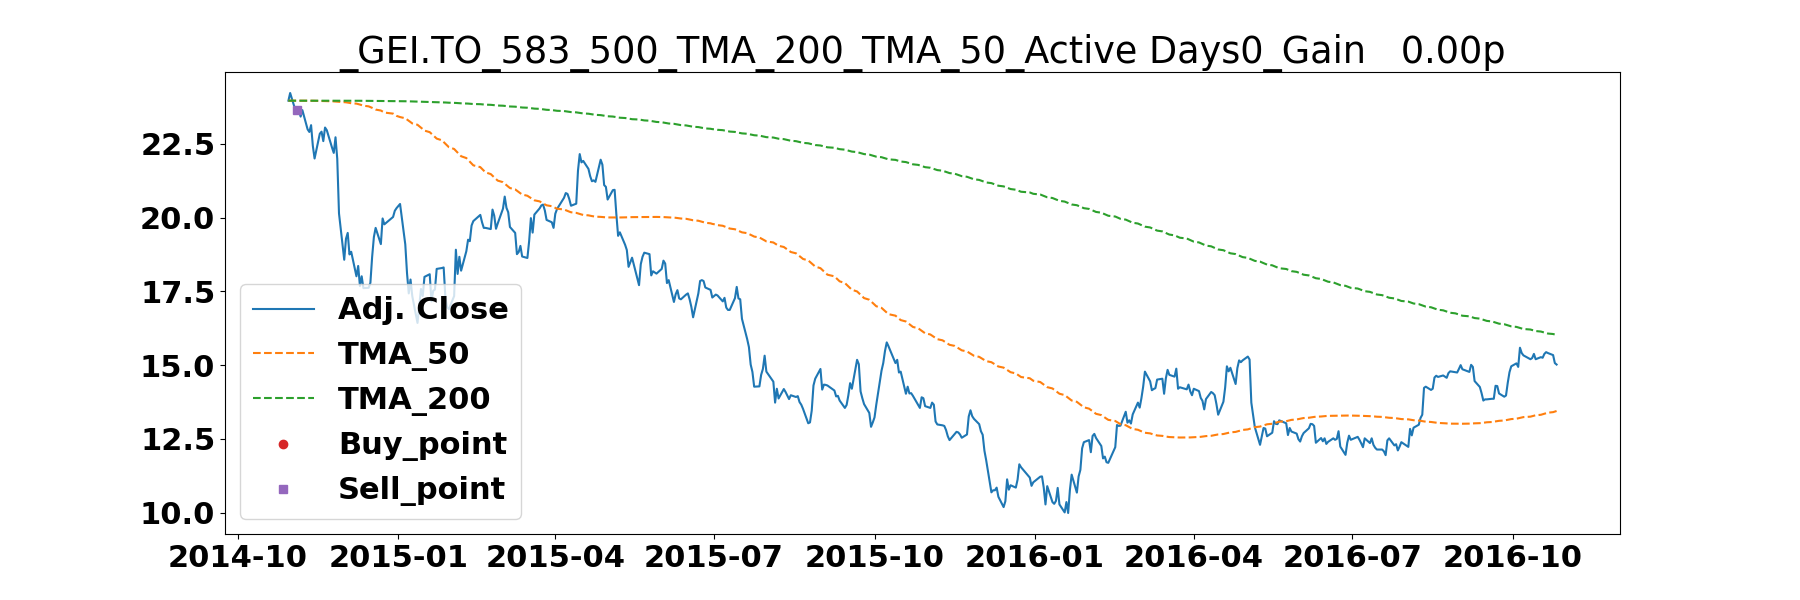 _GEI.TO_583_500_TMA_200_TMA_50_Active Days0_Gain   0.00p
22.5
20.0
17.5
15.0
12.5
10.0
Adj. Close
TMA_50
TMA_200
Buy_point
Sell_point
2014-10 2015-01 2015-04 2015-07 2015-10 2016-01 2016-04 2016-07 2016-10